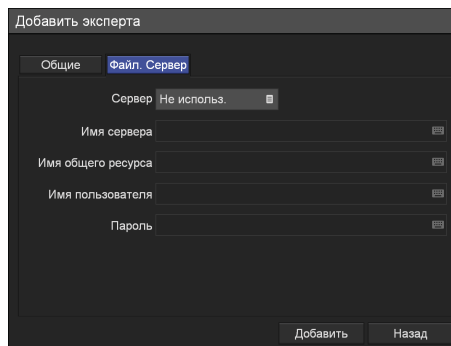 Добавить эксперта
Общие Файл. Сервер
Сервер Не использ.
Имя сервера
Имя общего ресурса
Имя пользователя
Пароль
Добавить Назад